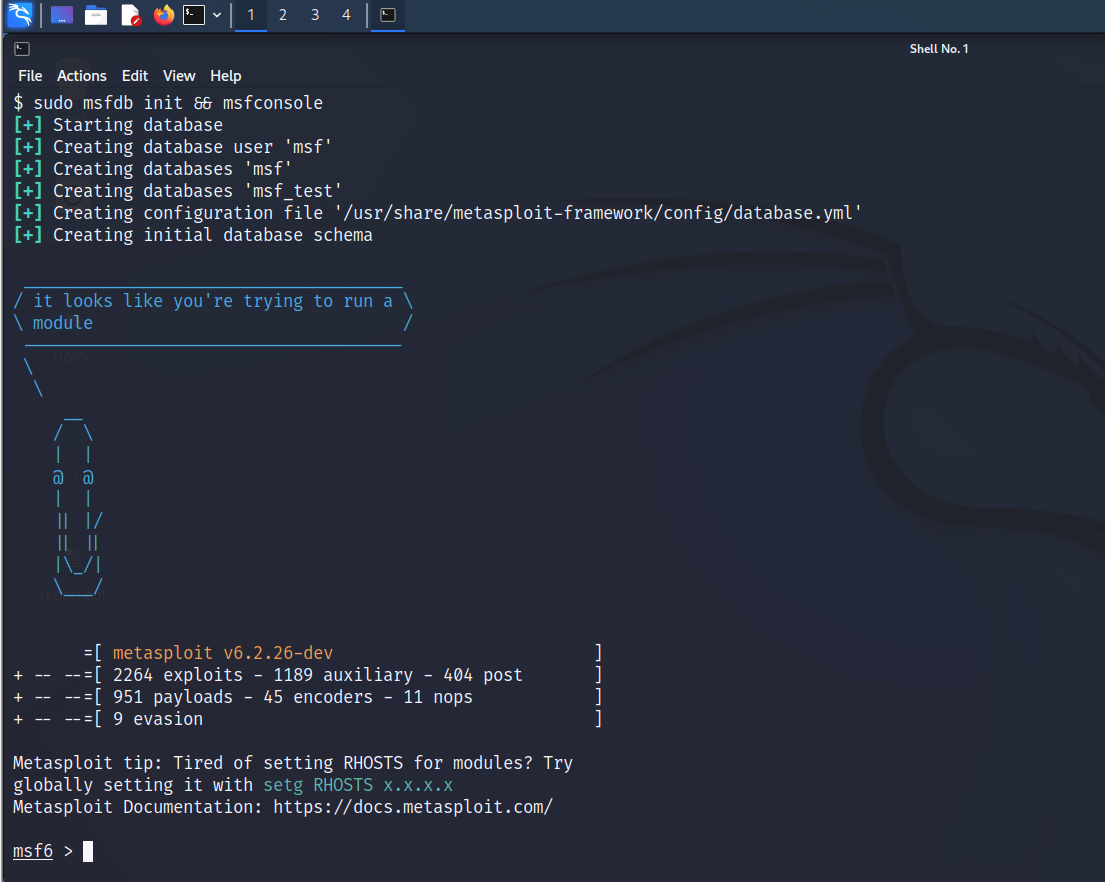 1 2 3 4
Shell No. 1
File Actions Edit View Help
$ sudo msfdb init && msfconsole
[+] Starting database
[+] Creating database user 'msf'
[+] Creating databases 'msf'
[+] Creating databases 'msf_test'
[+] Creating configuration file '/usr/share/metasploit-framework/config/database.yml'
[+] Creating initial database schema
 ______________________________________
/ it looks like you're trying to run a \
\ module                               /
 --------------------------------------
 \
  \
     __
    /  \
    |  |
    @  @
    |  |
    || |/
    || ||
    |\_/|
    \___/
Home
       =[ metasploit v6.2.26-dev                          ]
+ -- --=[ 2264 exploits - 1189 auxiliary - 404 post       ]
+ -- --=[ 951 payloads - 45 encoders - 11 nops            ]
+ -- --=[ 9 evasion                                       ]
Metasploit tip: Tired of setting RHOSTS for modules? Try
globally setting it with setg RHOSTS x.x.x.x
Metasploit Documentation: https://docs.metasploit.com/
msf6 >